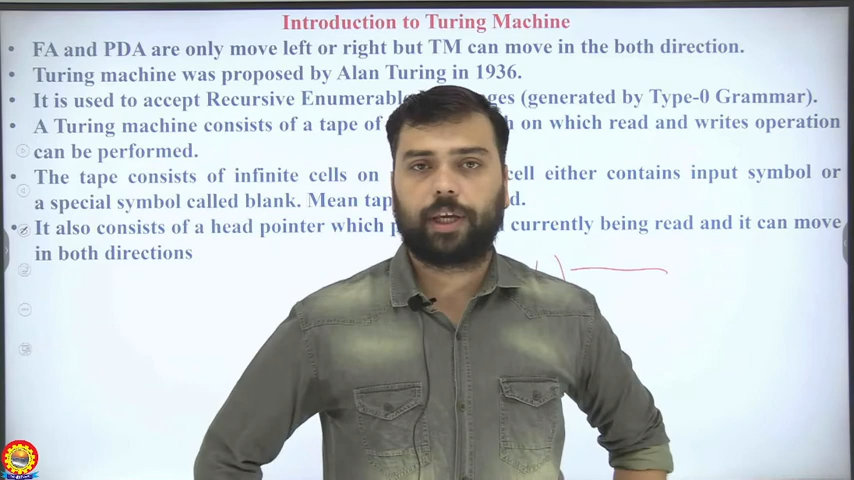 Introduction to Turing Machine
• FA and PDA are only move left or right but TM can move in the both direction.
• Turing machine was proposed by Alan Turing in 1936.
• It is used to accept Recursive Enumerable ges (generated by Type-0 Grammar).
• A Turing machine consists of a tape of on which read and writes operation
can be performed.
• The tape consists of infinite cells on cell either contains input symbol or
a special symbol called blank. Mean
• It also consists of a head pointer which currently being read and it can move
in both directions